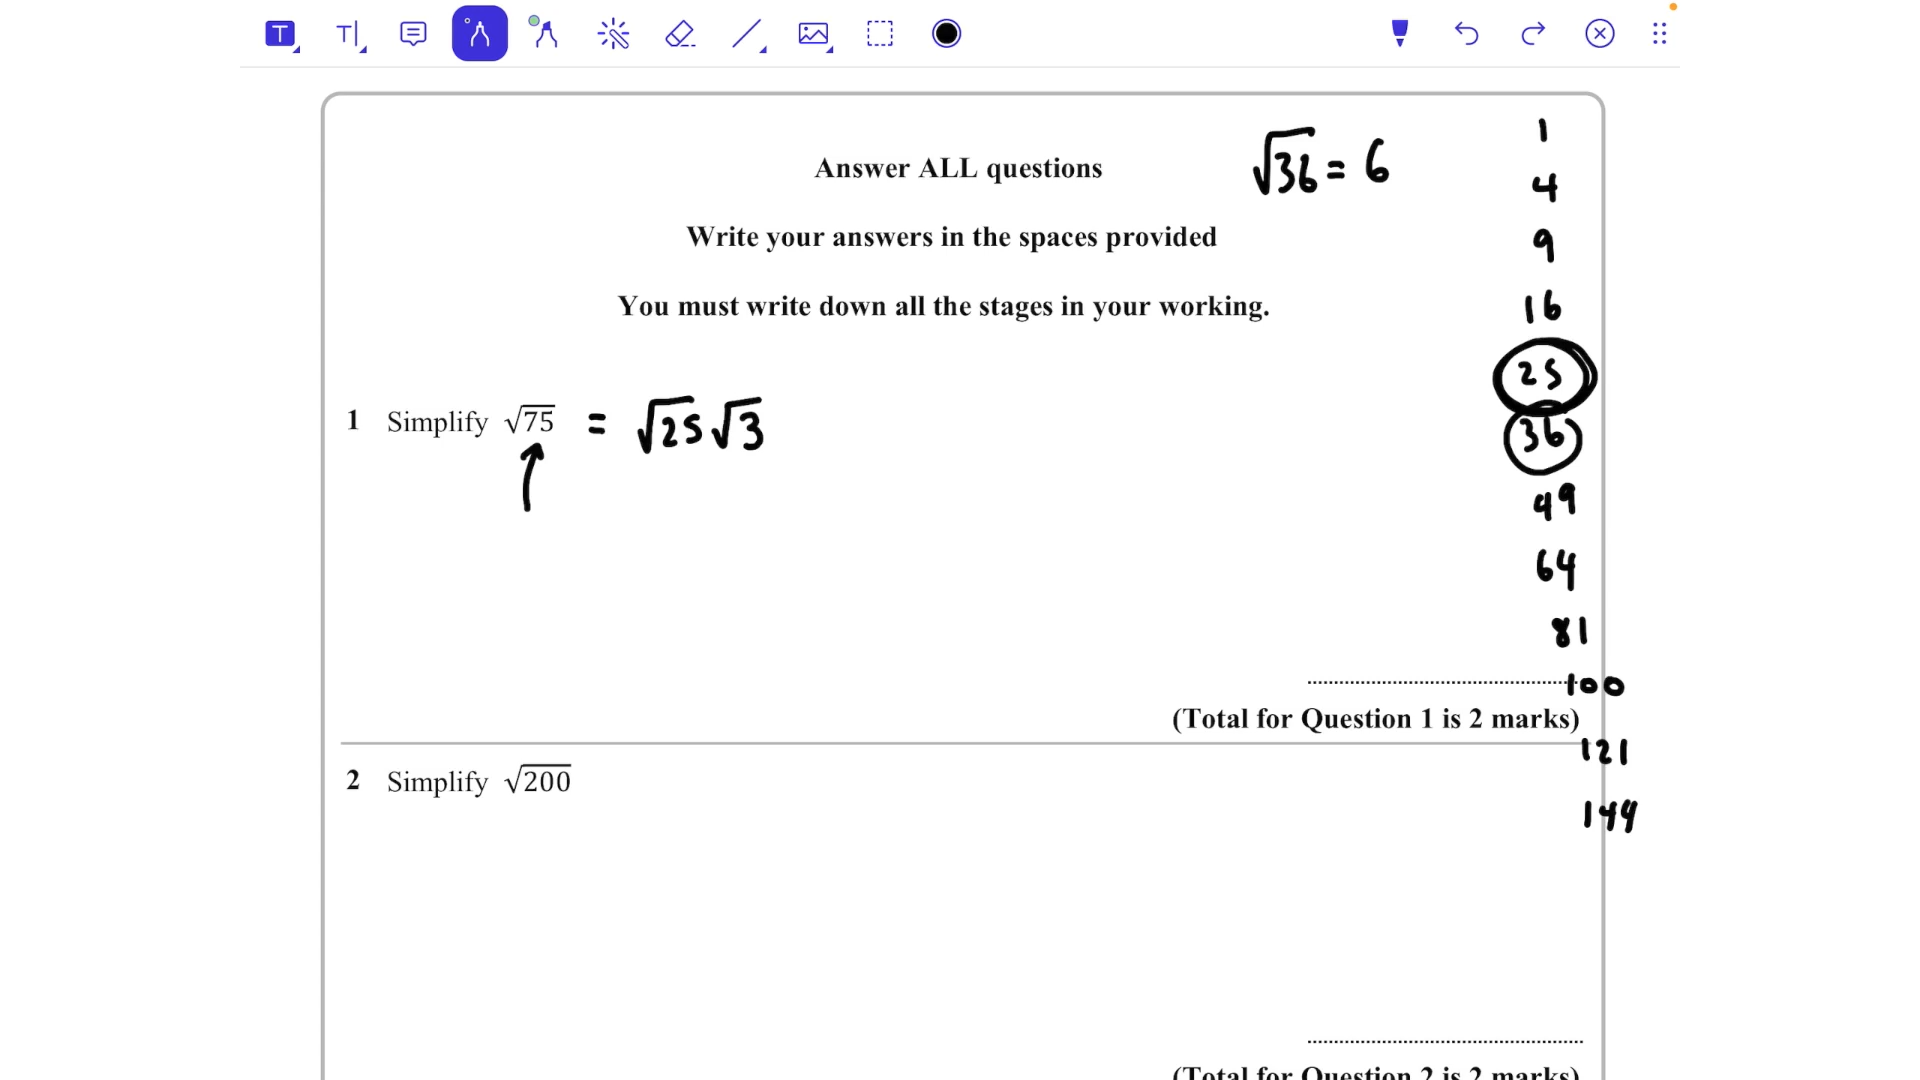 Answer ALL questions
√36 = 6
Write your answers in the spaces provided
You must write down all the stages in your working.
1 Simplify √75 = √25 √3
(Total for Question 1 is 2 marks)
2 Simplify √200
(Total for Question 2 is 2 marks)
1
4
9
16
25
36
49
64
81
100
121
144